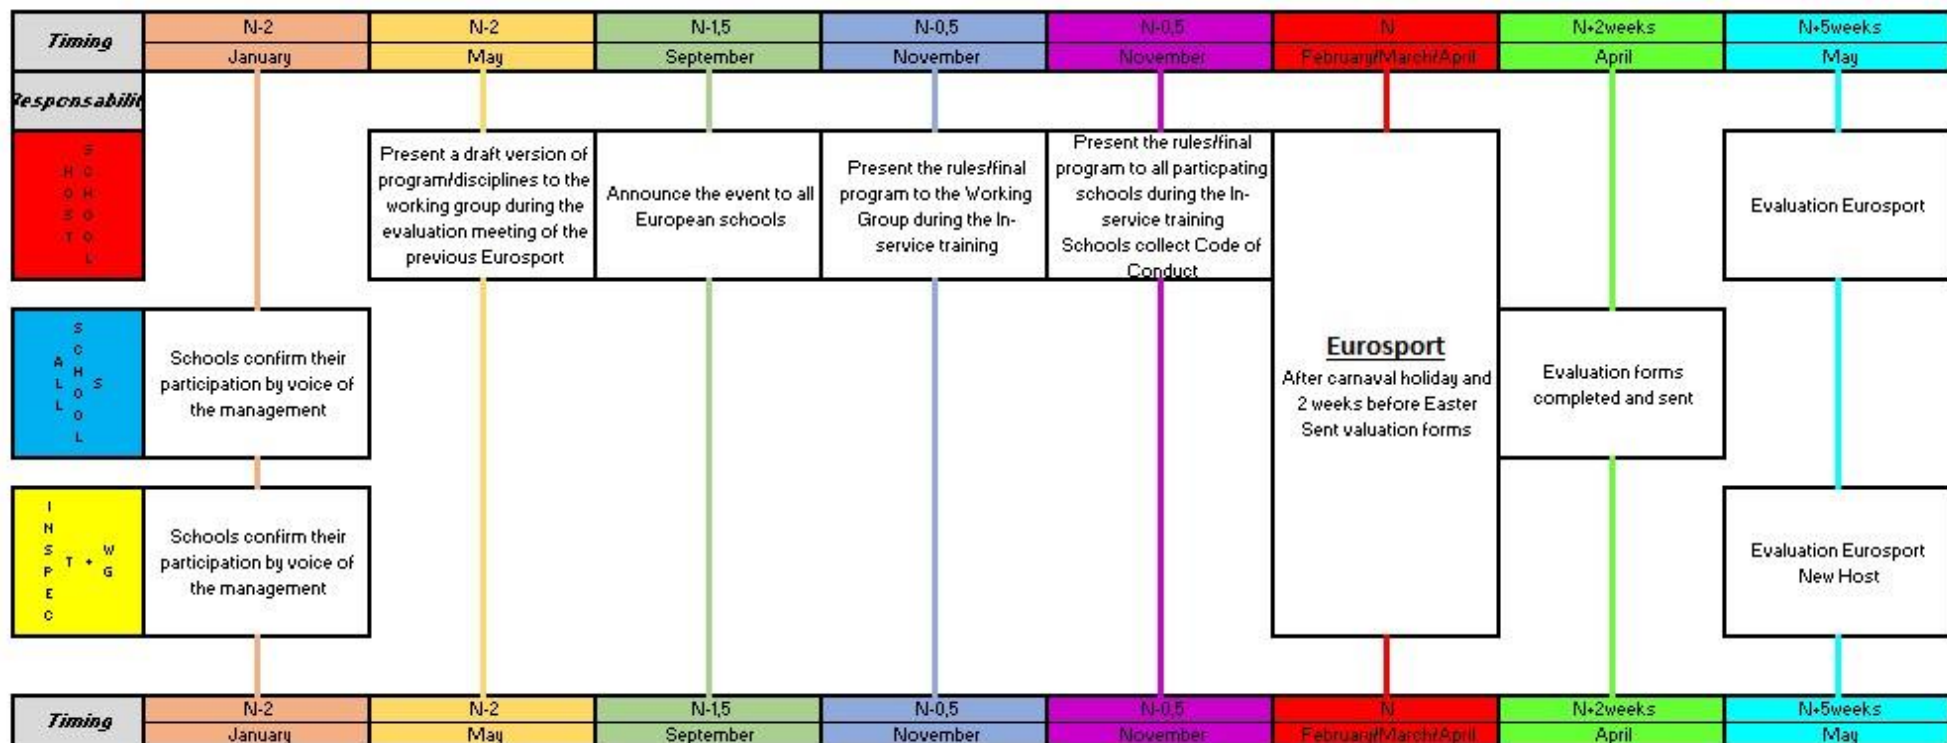 Timing N-2 N-2 N-1,5 N-0,5 N-0,5 N N+2weeks N+5weeks
January May September November November February/March/April April May
Responsability
HOST SCHOOL
Present a draft version of
program/disciplines to the
working group during the
evaluation meeting of the
previous Eurosport
Announce the event to all
European schools
Present the rules/final
program to the Working
Group during the In-
service training
Present the rules/final
program to all particpating
schools during the In-
service training
Schools collect Code of
Conduct
Evaluation Eurosport
ALL SCHOOLS
Schools confirm their
participation by voice of
the management
Eurosport
After carnaval holiday and
2 weeks before Easter
Sent valuation forms
Evaluation forms
completed and sent
INSPECT + WG
Schools confirm their
participation by voice of
the management
Evaluation Eurosport
New Host
Timing N-2 N-2 N-1,5 N-0,5 N-0,5 N N+2weeks N+5weeks
January May September November November February/March/April April May